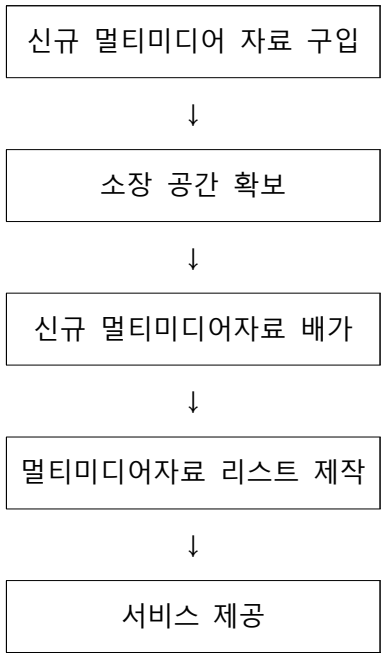 신규 멀티미디어 자료 구입
↓
소장 공간 확보
↓
신규 멀티미디어자료 배가
↓
멀티미디어자료 리스트 제작
↓
서비스 제공